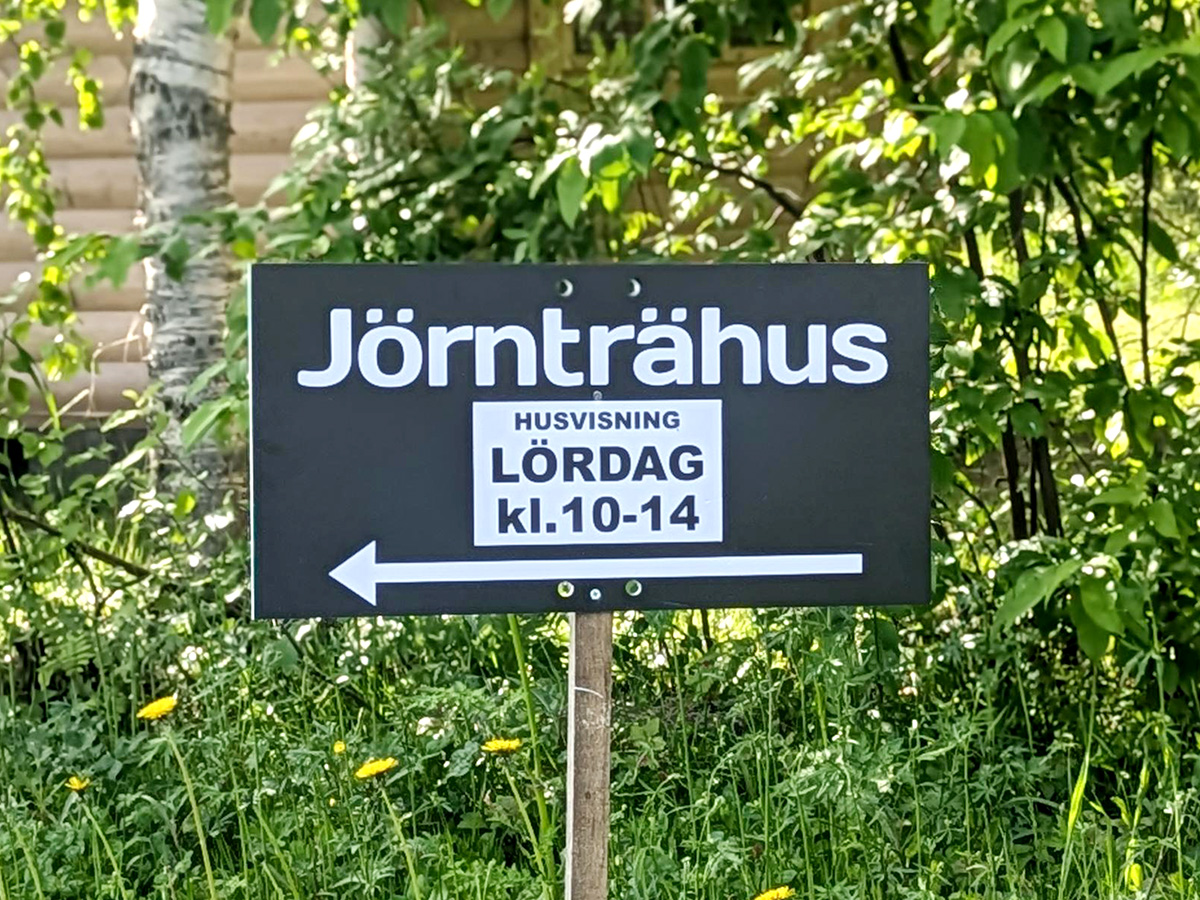 Jörnträhus
HUSVISNING
LÖRDAG
kl.10-14